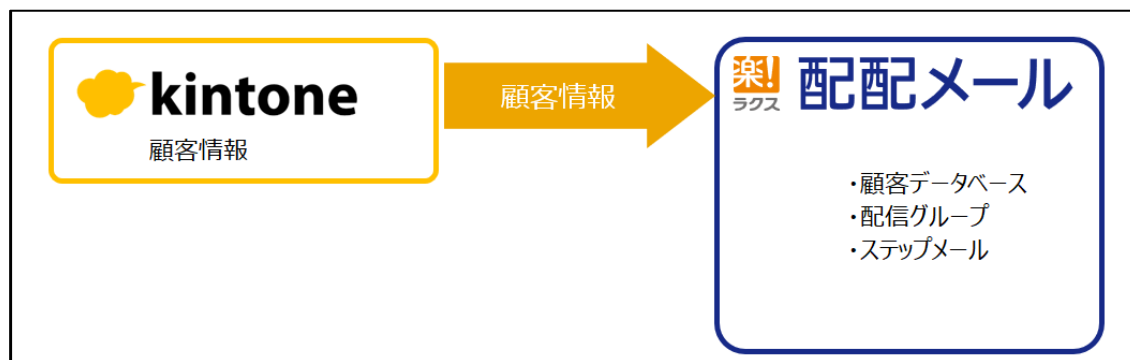 kintone
顧客情報
顧客情報
楽!
ラクス
配配メール
・顧客データベース
・配信グループ
・ステップメール